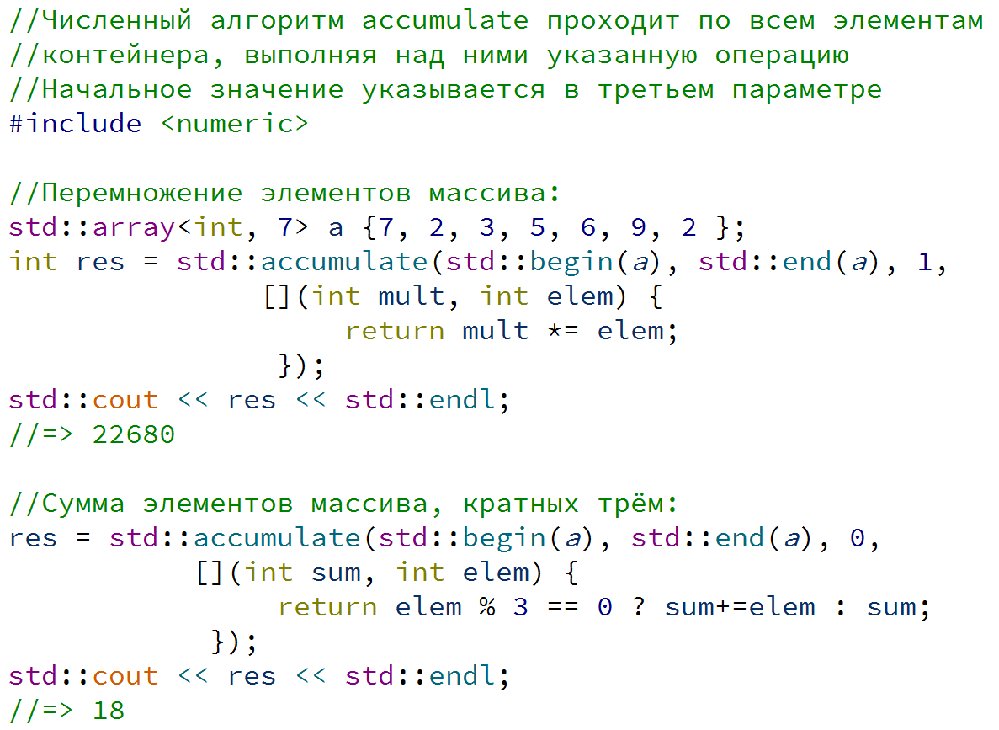 //Численный алгоритм accumulate проходит по всем элементам
//контейнера, выполняя над ними указанную операцию
//Начальное значение указывается в третьем параметре
#include <numeric>

//Перемножение элементов массива:
std::array<int, 7> a {7, 2, 3, 5, 6, 9, 2 };
int res = std::accumulate(std::begin(a), std::end(a), 1,
               [](int mult, int elem) {
                    return mult *= elem;
                });
std::cout << res << std::endl;
//=> 22680

//Сумма элементов массива, кратных трём:
res = std::accumulate(std::begin(a), std::end(a), 0,
           [](int sum, int elem) {
                return elem % 3 == 0 ? sum+=elem : sum;
            });
std::cout << res << std::endl;
//=> 18